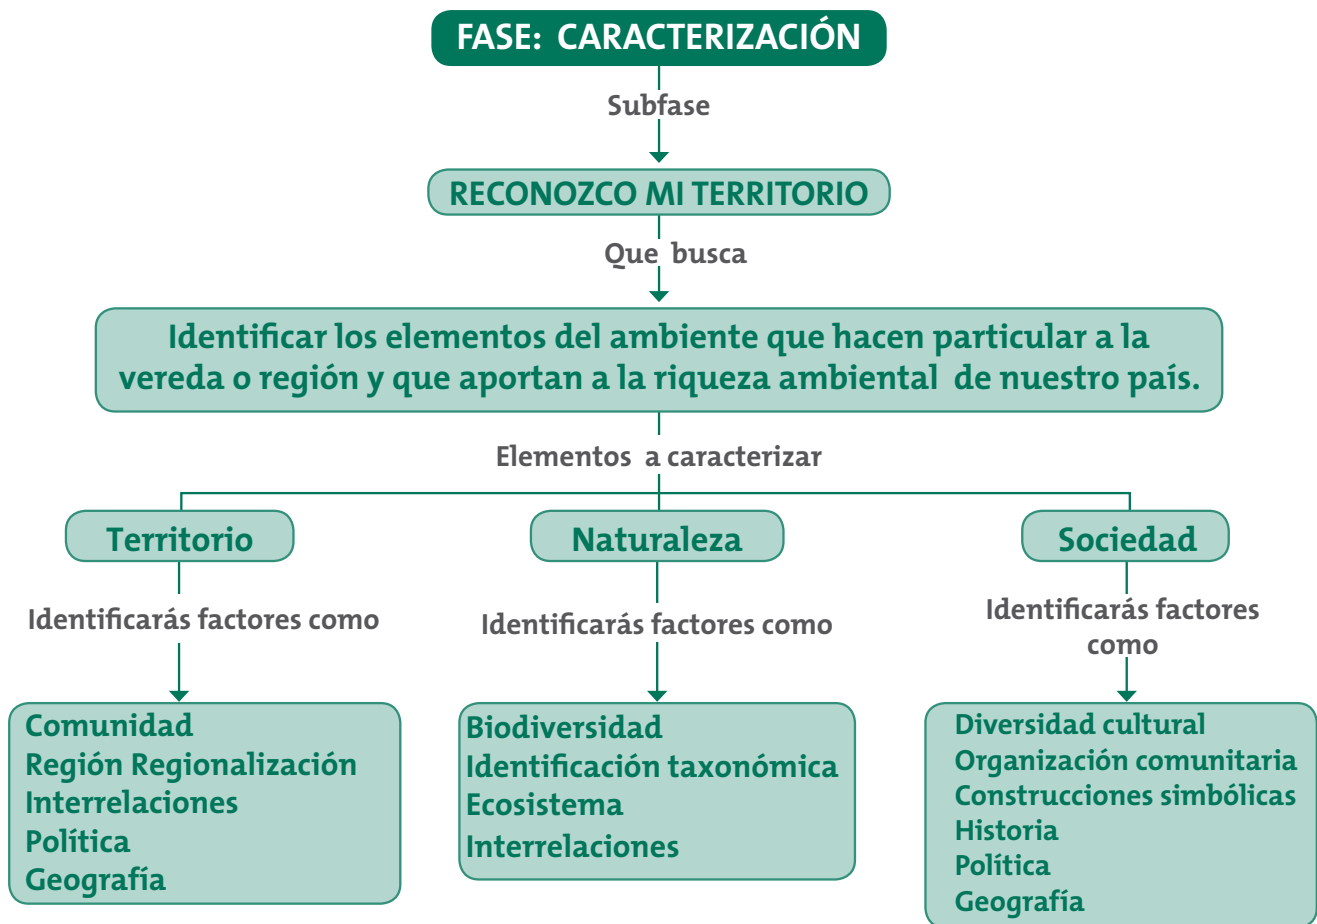 FASE: CARACTERIZACIÓN
Subfase
RECONOZCO MI TERRITORIO
Que busca
Identificar los elementos del ambiente que hacen particular a la
vereda o región y que aportan a la riqueza ambiental de nuestro país.
Elementos a caracterizar
Territorio
Identificarás factores como
Comunidad
Región Regionalización
Interrelaciones
Política
Geografía
Naturaleza
Identificarás factores como
Biodiversidad
Identificación taxonómica
Ecosistema
Interrelaciones
Sociedad
Identificarás factores
como
Diversidad cultural
Organización comunitaria
Construcciones simbólicas
Historia
Política
Geografía